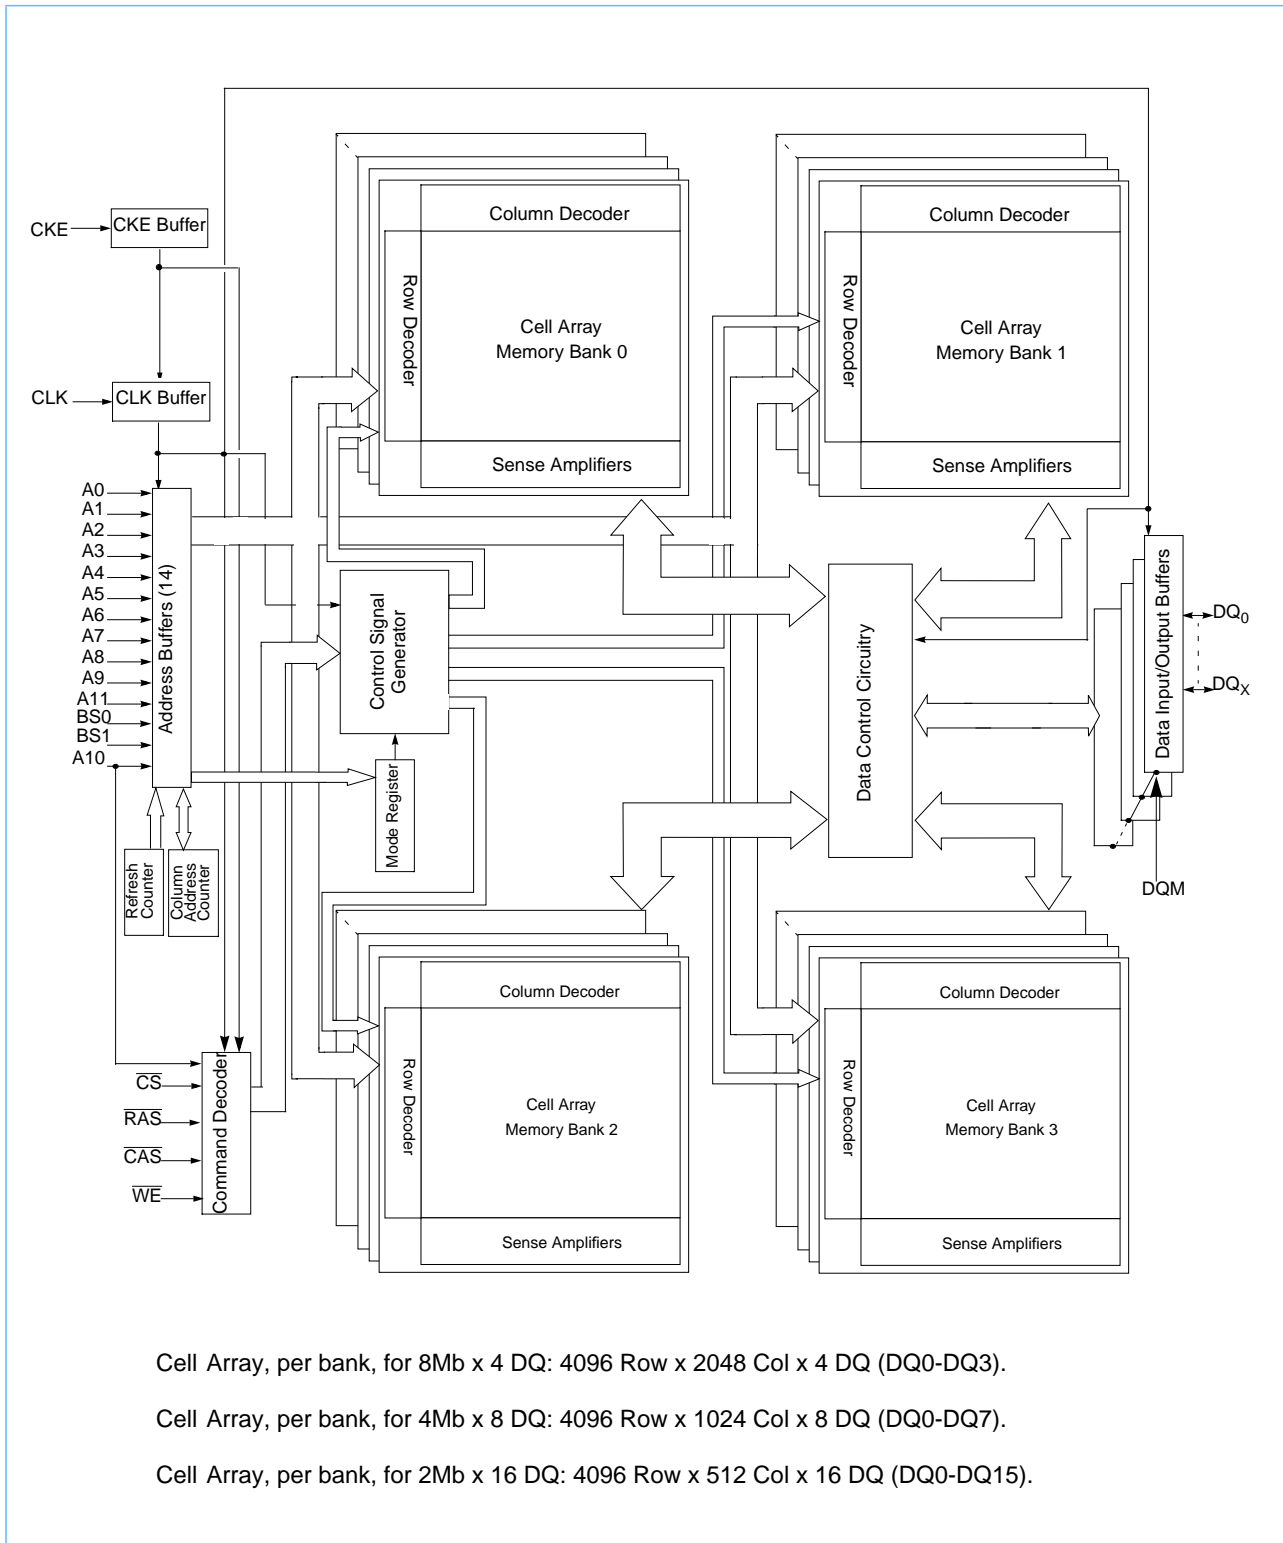 Column Decoder
Row Decoder
Cell Array
Memory Bank 0
Sense Amplifiers
Column Decoder
Row Decoder
Cell Array
Memory Bank 1
Sense Amplifiers
CKE
CKE Buffer
CLK
CLK Buffer
A0
A1
A2
A3
A4
A5
A6
A7
A8
A9
A11
BS0
BS1
A10
Address Buffers (14)
Refresh
Counter
Column
Address
Counter
Control Signal
Generator
Mode Register
Data Control Circuitry
Data Input/Output Buffers
DQ0
DQX
DQM
CS
RAS
CAS
WE
Command Decoder
Column Decoder
Row Decoder
Cell Array
Memory Bank 2
Sense Amplifiers
Column Decoder
Row Decoder
Cell Array
Memory Bank 3
Sense Amplifiers
Cell Array, per bank, for 8Mb x 4 DQ: 4096 Row x 2048 Col x 4 DQ (DQ0-DQ3).
Cell Array, per bank, for 4Mb x 8 DQ: 4096 Row x 1024 Col x 8 DQ (DQ0-DQ7).
Cell Array, per bank, for 2Mb x 16 DQ: 4096 Row x 512 Col x 16 DQ (DQ0-DQ15).